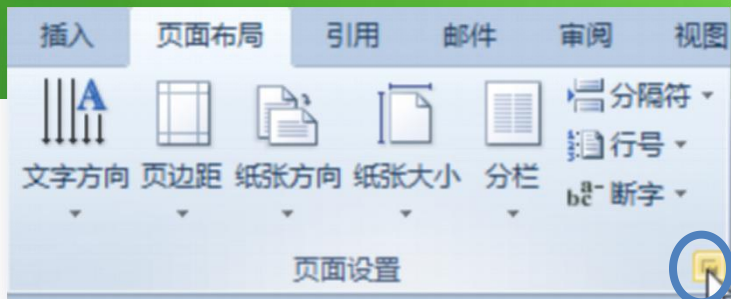 插入 页面布局 引用 邮件 审阅 视图
文字方向 页边距 纸张方向 纸张大小 分栏
分隔符
行号
断字
页面设置